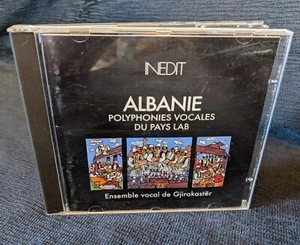 INEDIT
ALBANIE
POLYPHONIES VOCALES
DU PAYS LAB
Ensemble vocal de Gjirokastër